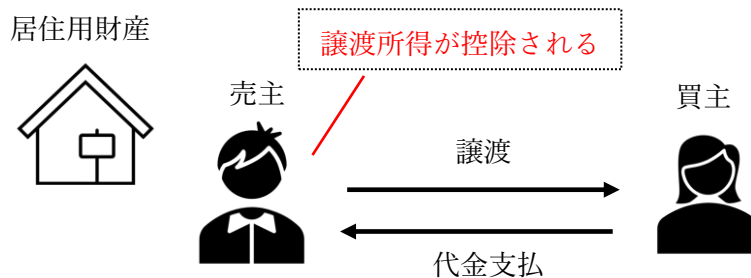 居住用財産
譲渡所得が控除される
売主
買主
譲渡
代金支払